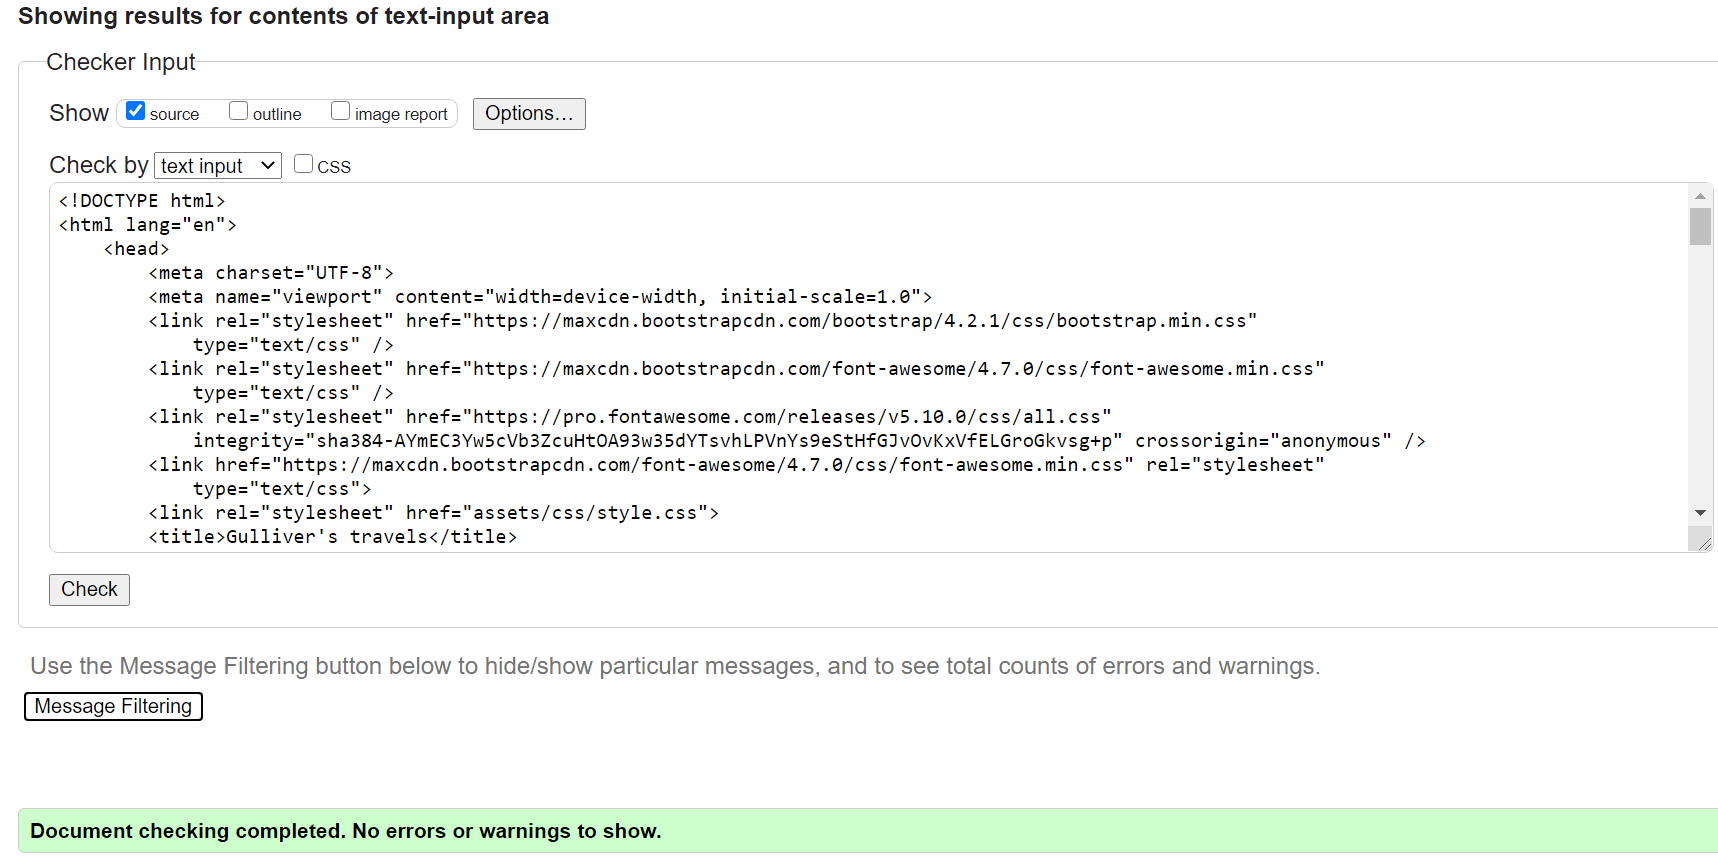 Showing results for contents of text-input area
Checker Input
Show source outline image report Options...
Check by text input CSS
<!DOCTYPE html>
<html lang="en">
    <head>
        <meta charset="UTF-8">
        <meta name="viewport" content="width=device-width, initial-scale=1.0">
        <link rel="stylesheet" href="https://maxcdn.bootstrapcdn.com/bootstrap/4.2.1/css/bootstrap.min.css"
            type="text/css" />
        <link rel="stylesheet" href="https://maxcdn.bootstrapcdn.com/font-awesome/4.7.0/css/font-awesome.min.css"
            type="text/css" />
        <link rel="stylesheet" href="https://pro.fontawesome.com/releases/v5.10.0/css/all.css"
            integrity="sha384-AYmEC3Yw5cVb3ZcuHtOA93w35dYTsvhLPVnYs9eStHfGJvOvKxVfELGroGkvsg+p" crossorigin="anonymous" />
        <link href="https://maxcdn.bootstrapcdn.com/font-awesome/4.7.0/css/font-awesome.min.css" rel="stylesheet"
            type="text/css">
        <link rel="stylesheet" href="assets/css/style.css">
        <title>Gulliver's travels</title>
Check
Use the Message Filtering button below to hide/show particular messages, and to see total counts of errors and warnings.
Message Filtering
Document checking completed. No errors or warnings to show.